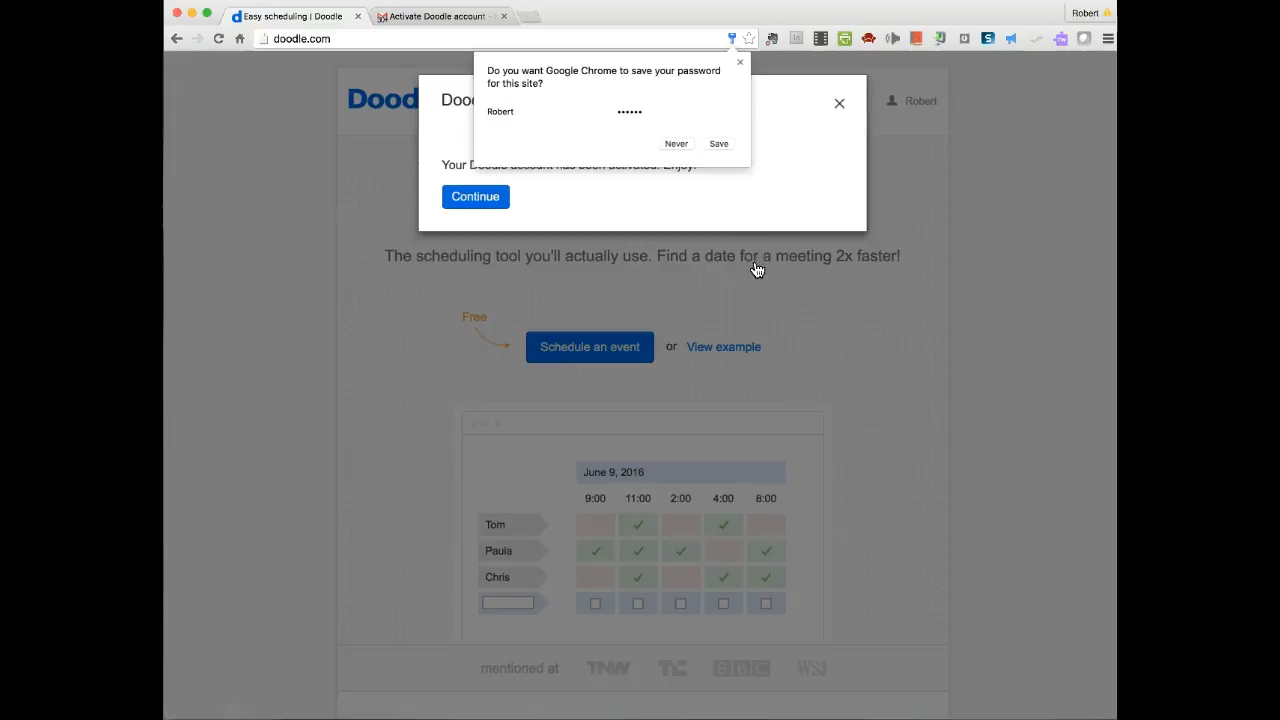 Easy scheduling | Doodle
Activate Doodle account -
Robert
doodle.com
Do you want Google Chrome to save your password
for this site?
Robert ••••••
Never Save
Dood
Doo
Robert
Your Doodle account has been activated. Enjoy!
Continue
The scheduling tool you'll actually use. Find a date for a meeting 2x faster!
Free
Schedule an event or View example
June 9, 2016
9:00 11:00 2:00 4:00 8:00
Tom
Paula
Chris
mentioned at TNW TC BBC WSJ